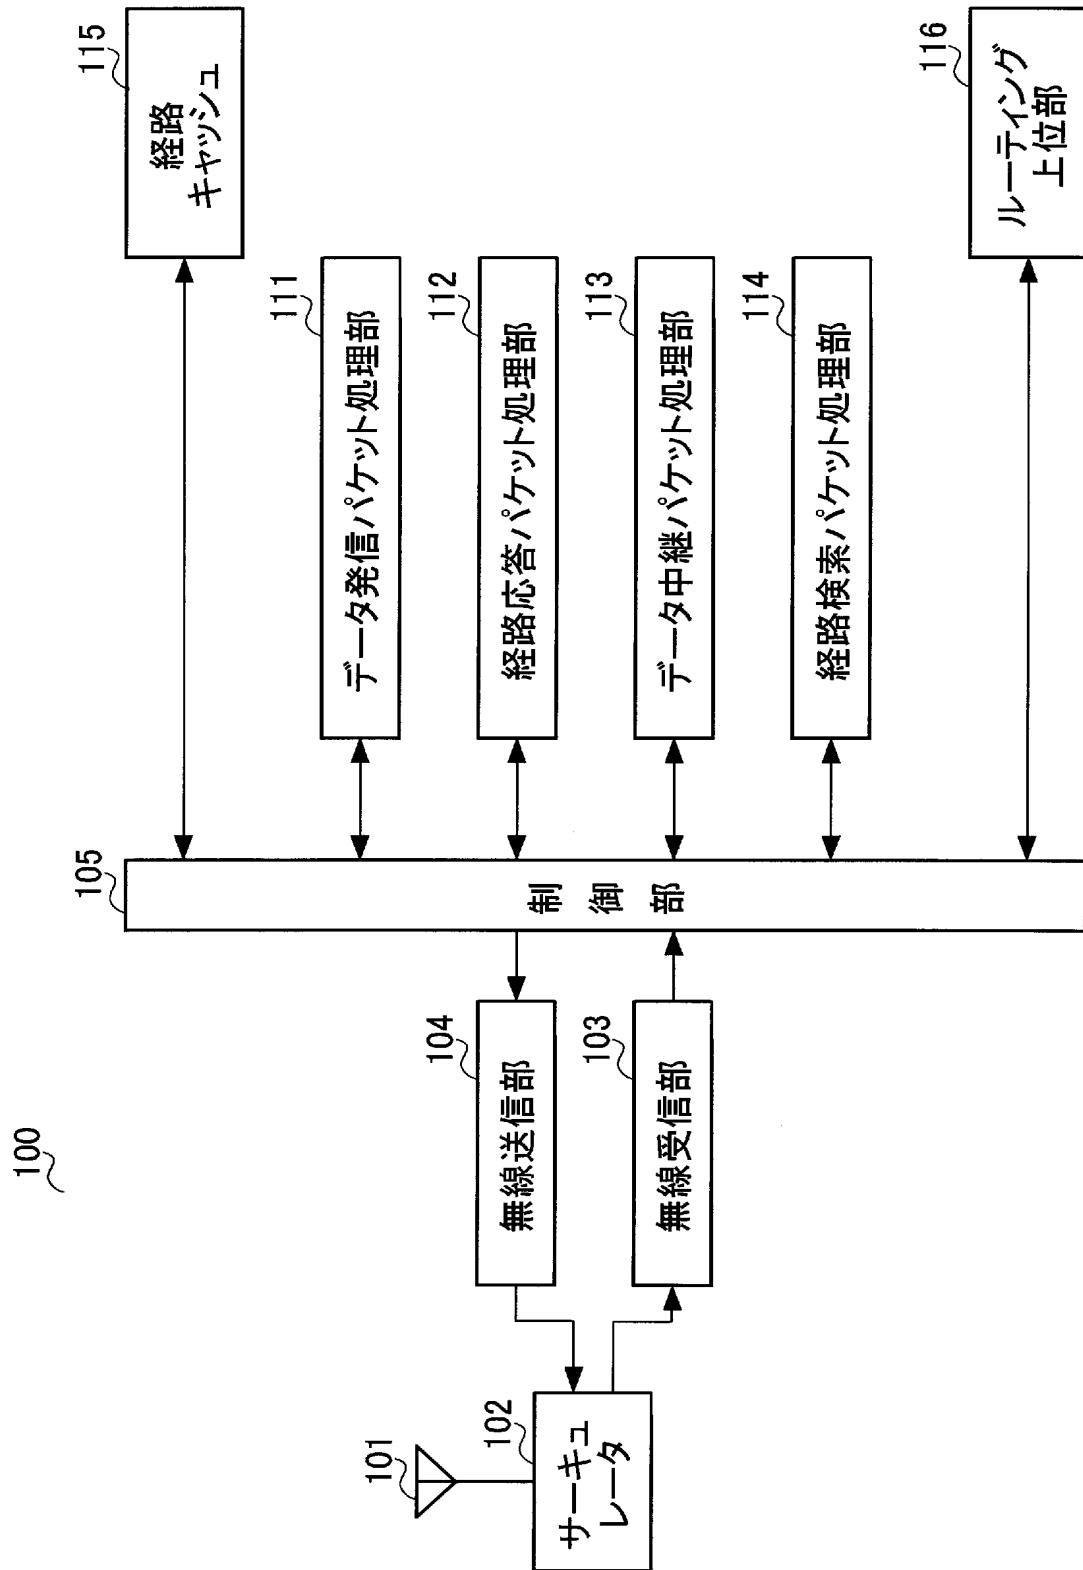 100
101
102
サーキュ
レータ
104
無線送信部
103
無線受信部
105
制御部
115
経路
キャッシュ
111
データ発信パケット処理部
112
経路応答パケット処理部
113
データ中継パケット処理部
114
経路検索パケット処理部
116
ルーティング
上位部